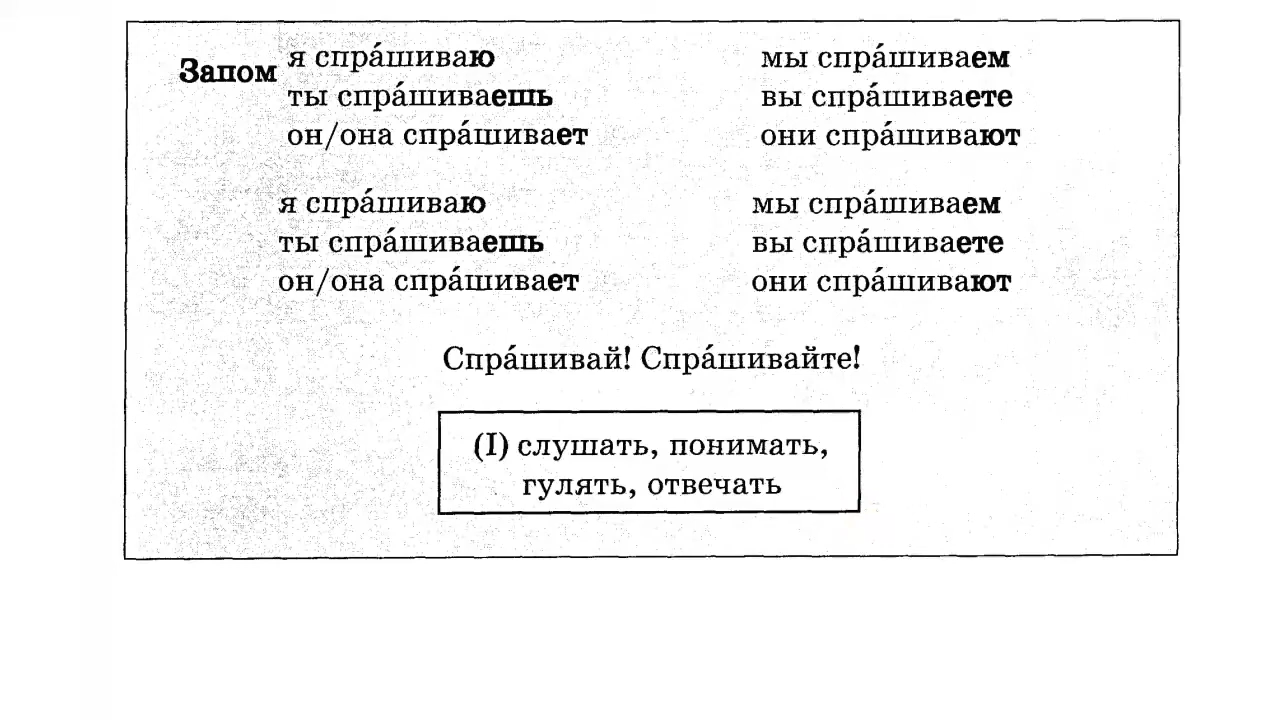 Запом
я спра́шиваю мы спра́шиваем
ты спра́шиваешь вы спра́шиваете
он/она спра́шивает они спра́шивают
я спра́шиваю мы спра́шиваем
ты спра́шиваешь вы спра́шиваете
он/она спра́шивает они спра́шивают
Спра́шивай! Спра́шивайте!
(I) слушать, понимать,
гулять, отвечать